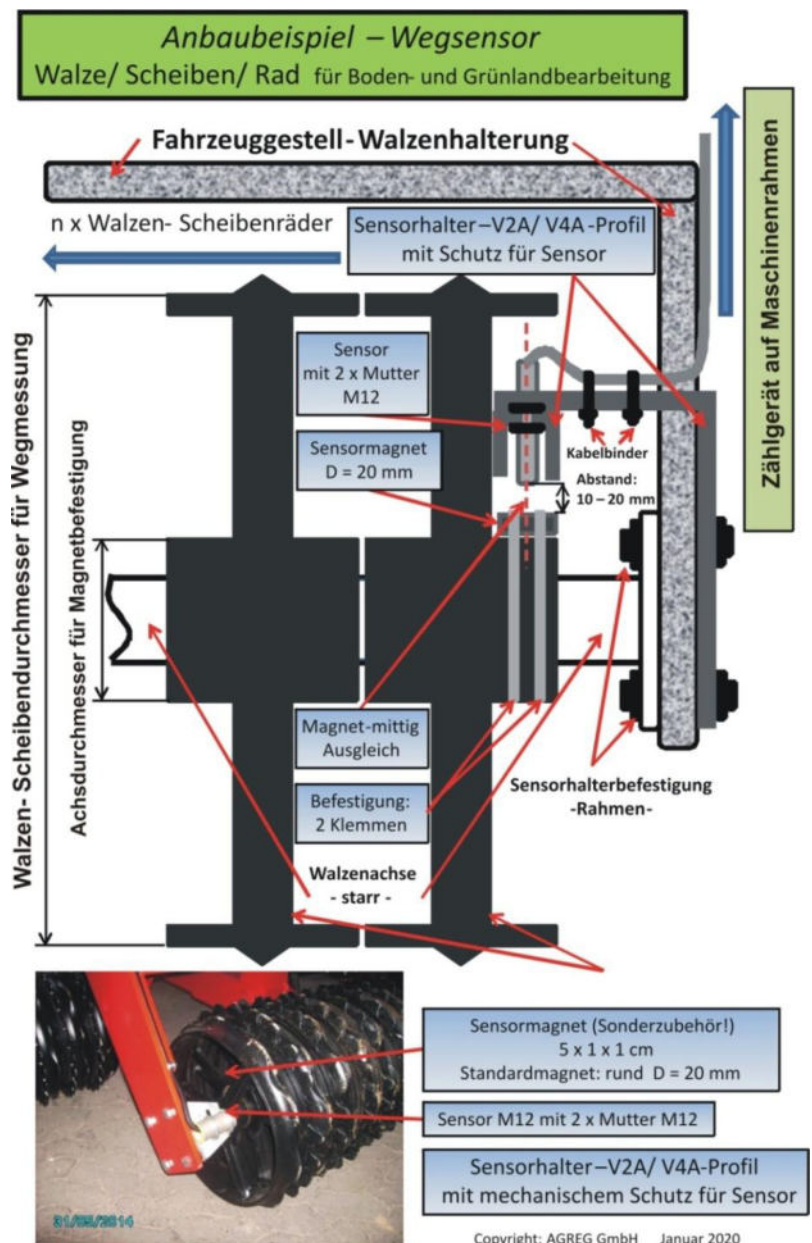 Anbaubeispiel – Wegsensor
Walze/ Scheiben/ Rad für Boden- und Grünlandbearbeitung
Fahrzeuggestell-Walzenhalterung
Zählgerät auf Maschinenrahmen
n x Walzen- Scheibenräder
Sensorhalter –V2A/ V4A -Profil
mit Schutz für Sensor
Walzen- Scheibendurchmesser für Wegmessung
Achsdurchmesser für Magnetbefestigung
Sensor
mit 2 x Mutter
M12
Sensormagnet
D = 20 mm
Kabelbinder
Abstand:
10 – 20 mm
Magnet-mittig
Ausgleich
Befestigung:
2 Klemmen
Sensorhalterbefestigung
-Rahmen-
Walzenachse
- starr -
Sensormagnet (Sonderzubehör!)
5 x 1 x 1 cm
Standardmagnet: rund D = 20 mm
Sensor M12 mit 2 x Mutter M12
Sensorhalter –V2A/ V4A-Profil
mit mechanischem Schutz für Sensor
31/05/2014
Copyright: AGREG GmbH Januar 2020